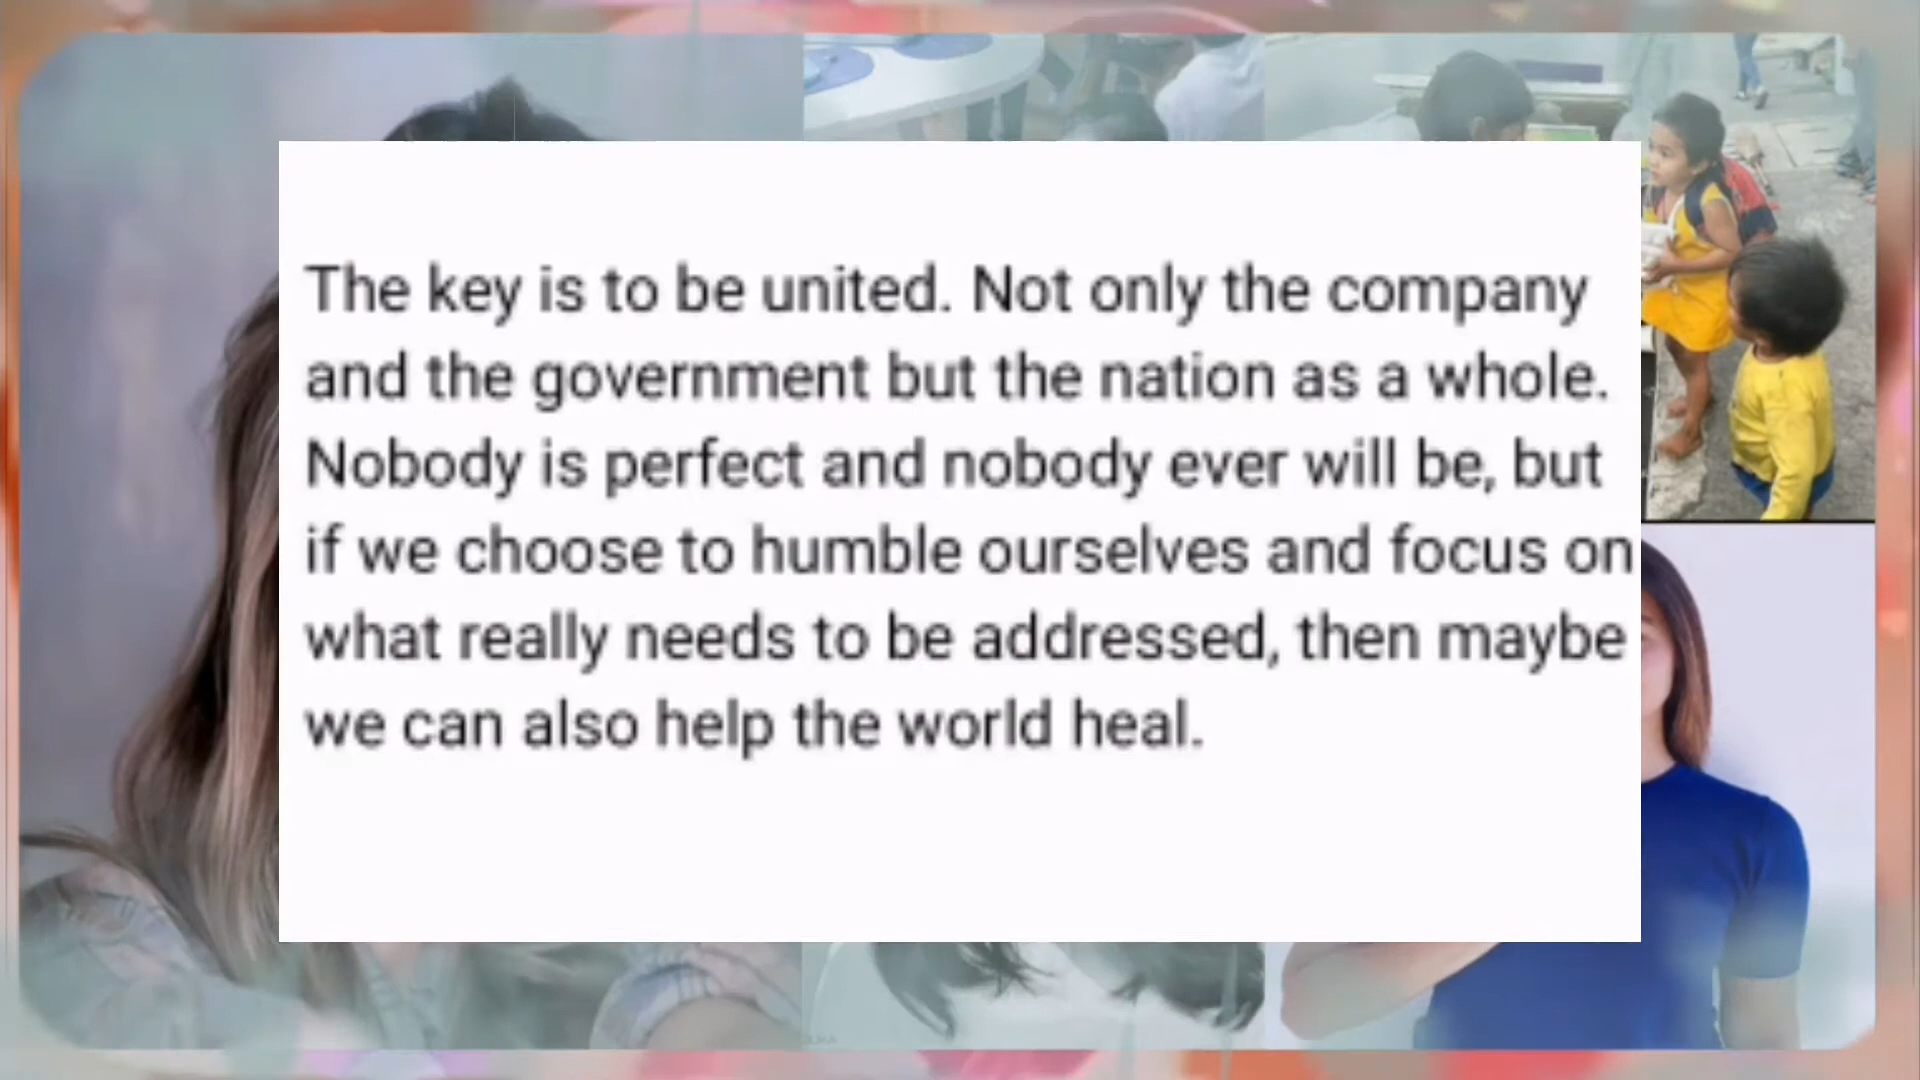 The key is to be united. Not only the company
and the government but the nation as a whole.
Nobody is perfect and nobody ever will be, but
if we choose to humble ourselves and focus on
what really needs to be addressed, then maybe
we can also help the world heal.